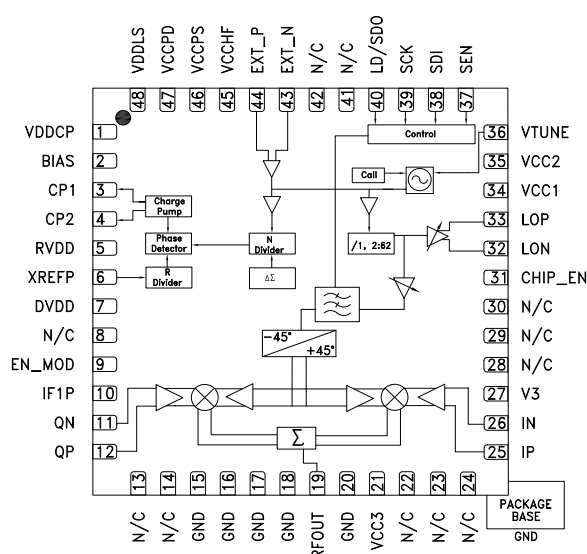 VDDLS
VCCPD
VCCPS
VCCHF
EXT_P
EXT_N
N/C
N/C
LD/SDO
SCK
SDI
SEN
48
47
46
45
44
43
42
41
40
39
38
37
VDDCP 1
BIAS 2
CP1 3
CP2 4
RVDD 5
XREFP 6
DVDD 7
N/C 8
EN_MOD 9
IF1P 10
QN 11
QP 12
Control
Call
Charge
Pump
Phase
Detector
R
Divider
N
Divider
ΔΣ
/1, 2:62
−45°
+45°
Σ
36 VTUNE
35 VCC2
34 VCC1
33 LOP
32 LON
31 CHIP_EN
30 N/C
29 N/C
28 N/C
27 V3
26 IN
25 IP
13
14
15
16
17
18
19
20
21
22
23
24
N/C
N/C
GND
GND
GND
GND
RFOUT
GND
VCC3
N/C
N/C
N/C
PACKAGE
BASE
GND